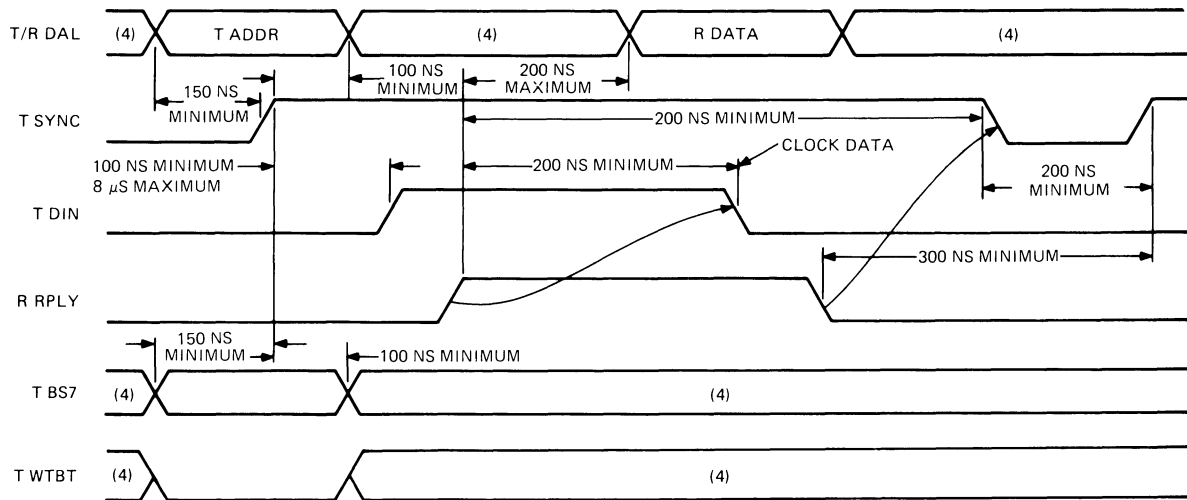 T/R DAL (4) T ADDR (4) R DATA (4)
100 NS
MINIMUM
200 NS
MAXIMUM
150 NS
MINIMUM
T SYNC
200 NS MINIMUM
CLOCK DATA
100 NS MINIMUM
8 µS MAXIMUM
200 NS MINIMUM
200 NS
MINIMUM
T DIN
300 NS MINIMUM
R RPLY
150 NS
MINIMUM
100 NS MINIMUM
T BS7 (4) (4)
T WTBT (4) (4)